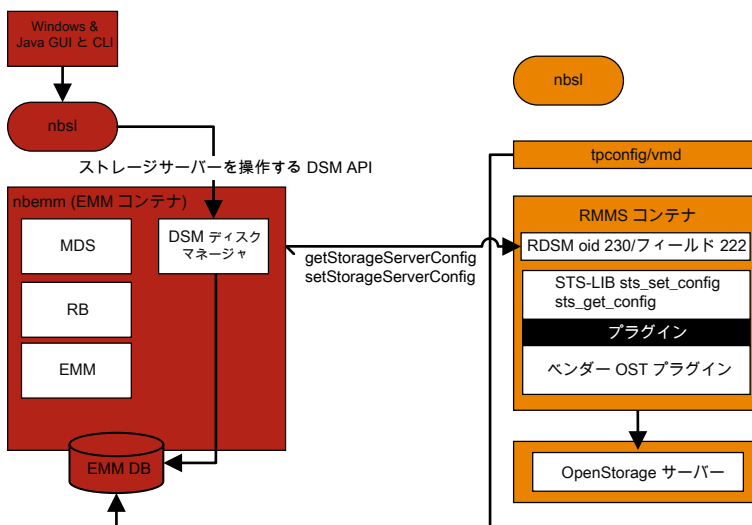 Windows &
Java GUI と CLI
nbsl
ストレージサーバーを操作する DSM API
nbemm (EMM コンテナ)
MDS
DSM ディスク
マネージャ
RB
EMM
EMM DB
getStorageServerConfig
setStorageServerConfig
nbsl
tpconfig/vmd
RMMS コンテナ
RDSM oid 230/フィールド 222
STS-LIB sts_set_config
sts_get_config
プラグイン
ベンダー OST プラグイン
OpenStorage サーバー